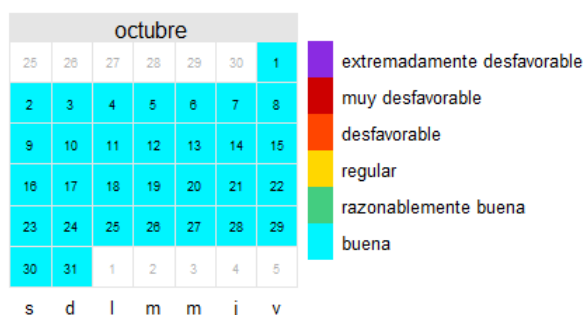 octubre
25 26 27 28 29 30 1
2 3 4 5 6 7 8
9 10 11 12 13 14 15
16 17 18 19 20 21 22
23 24 25 26 27 28 29
30 31 1 2 3 4 5
s d l m m j v
extremadamente desfavorable
muy desfavorable
desfavorable
regular
razonablemente buena
buena